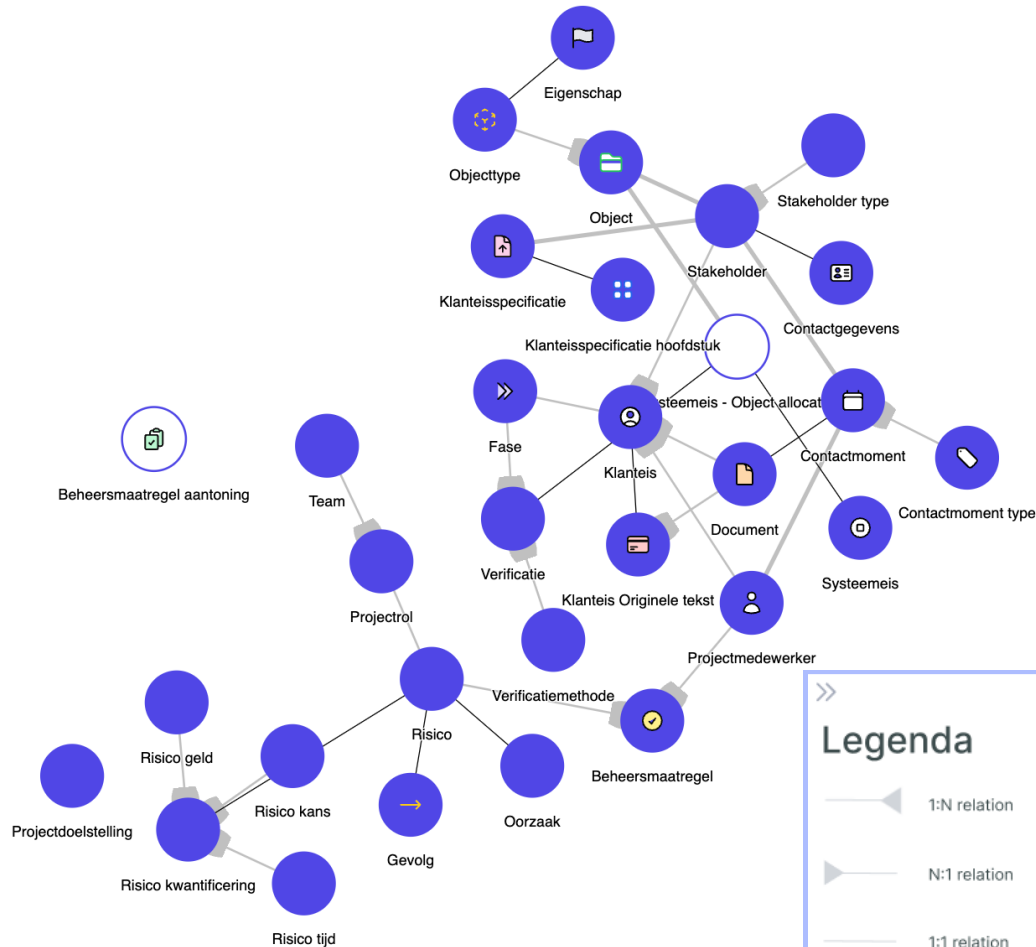 Eigenschap
Objecttype
Object
Stakeholder type
Stakeholder
Klanteisspecificatie
Contactgegevens
Klanteisspecificatie hoofdstuk
steemeis - Object allocat
Fase
Klanteis
Contactmoment
Beheersmaatregel aantoning
Team
Contactmoment type
Document
Verificatie
Systeemeis
Klanteis Originele tekst
Projectrol
Projectmedewerker
Verificatiemethode
Risico
Risico geld
Beheersmaatregel
Risico kans
Oorzaak
Projectdoelstelling
Gevolg
Risico kwantificering
Risico tijd
Legenda
1:N relation
N:1 relation
1:1 relation